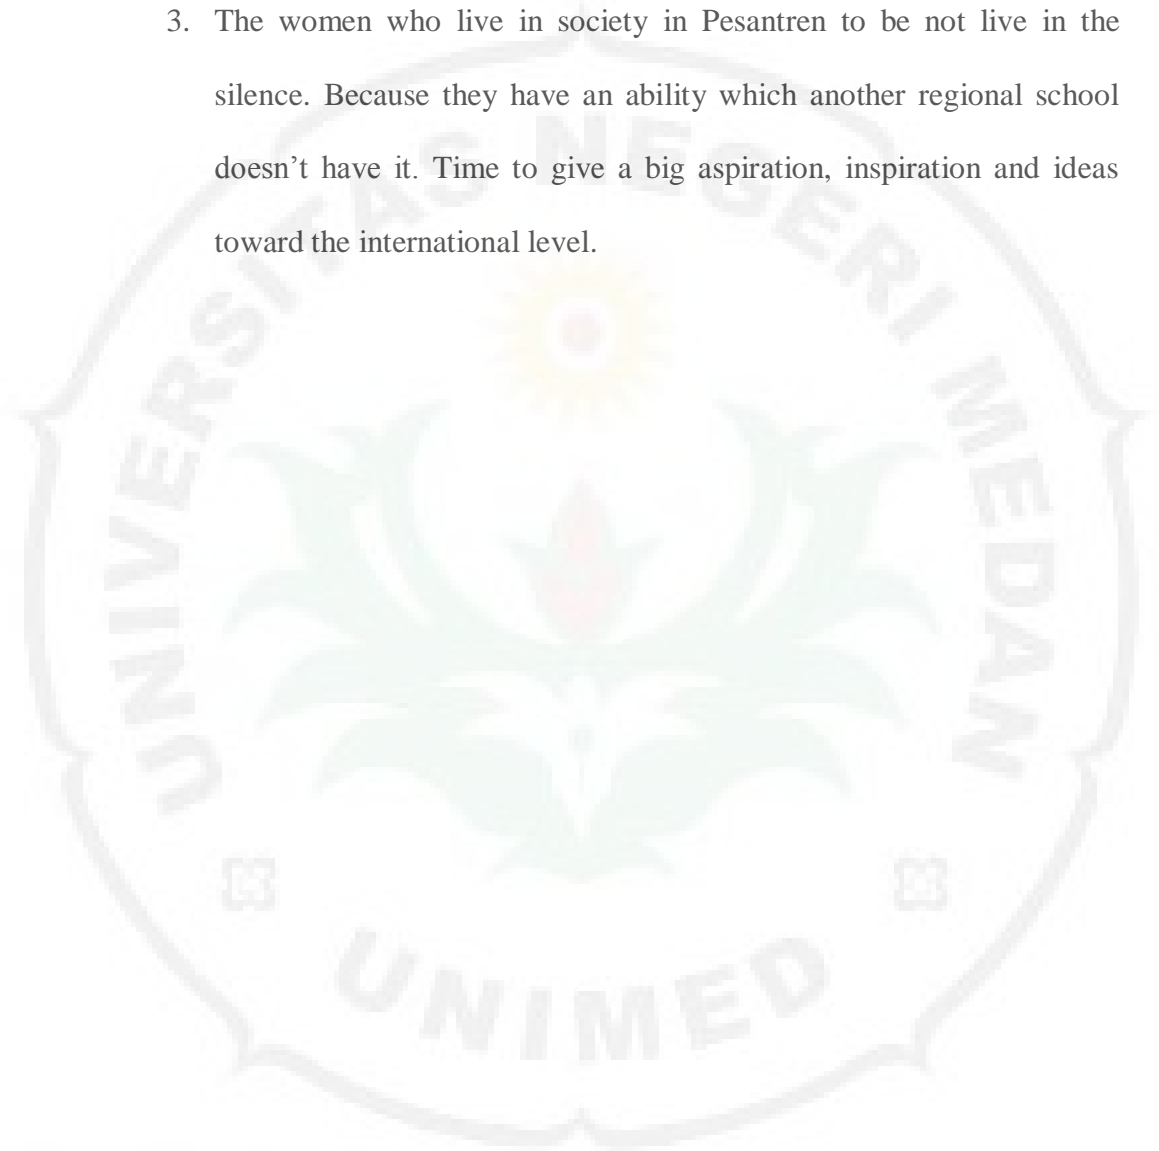 3. The women who live in society in Pesantren to be not live in the
silence. Because they have an ability which another regional school
doesn’t have it. Time to give a big aspiration, inspiration and ideas
toward the international level.
UNIVERSITAS NEGERI MEDAN
UNIMED